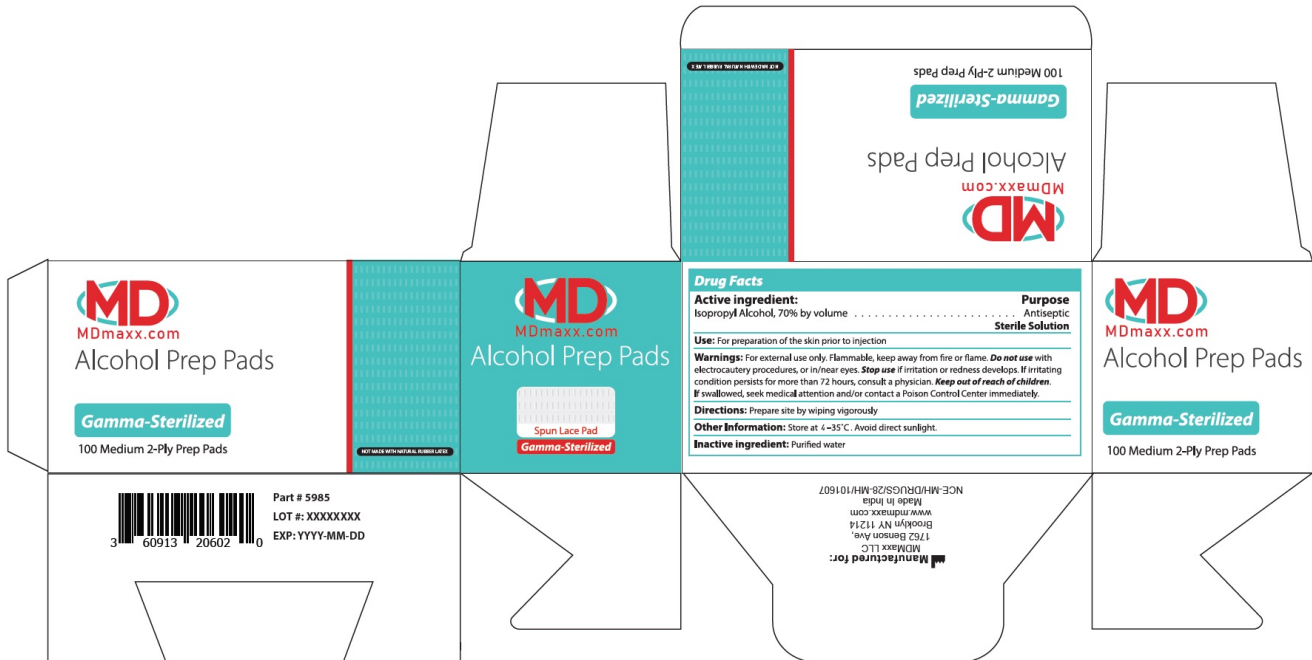 NOT MADE WITH NATURAL RUBBER LATEX
100 Medium 2-Ply Prep Pads
Gamma-Sterilized
Alcohol Prep Pads
MDmaxx.com
MD
MD
MDmaxx.com
Alcohol Prep Pads
Gamma-Sterilized
100 Medium 2-Ply Prep Pads
NOT MADE WITH NATURAL RUBBER LATEX
MD
MDmaxx.com
Alcohol Prep Pads
Spun Lace Pad
Gamma-Sterilized
Drug Facts
Active ingredient: Purpose
Isopropyl Alcohol, 70% by volume . . . . . . . . . . . . . . . . . . . . . . . . Antiseptic
Sterile Solution
Use: For preparation of the skin prior to injection
Warnings: For external use only. Flammable, keep away from fire or flame. Do not use with
electrocautery procedures, or in/near eyes. Stop use if irritation or redness develops. If irritating
condition persists for more than 72 hours, consult a physician. Keep out of reach of children.
If swallowed, seek medical attention and/or contact a Poison Control Center immediately.
Directions: Prepare site by wiping vigorously
Other Information: Store at 4-35°C. Avoid direct sunlight.
Inactive ingredient: Purified water
MD
MDmaxx.com
Alcohol Prep Pads
Gamma-Sterilized
100 Medium 2-Ply Prep Pads
3 60913 20602 0
Part # 5985
LOT #: XXXXXXXX
EXP: YYYY-MM-DD
Manufactured for:
MDMaxx LLC
1762 Benson Ave,
Brooklyn NY 11214
www.mdmaxx.com
Made In India
NCE-MH/DRUGS/28-MH/101607